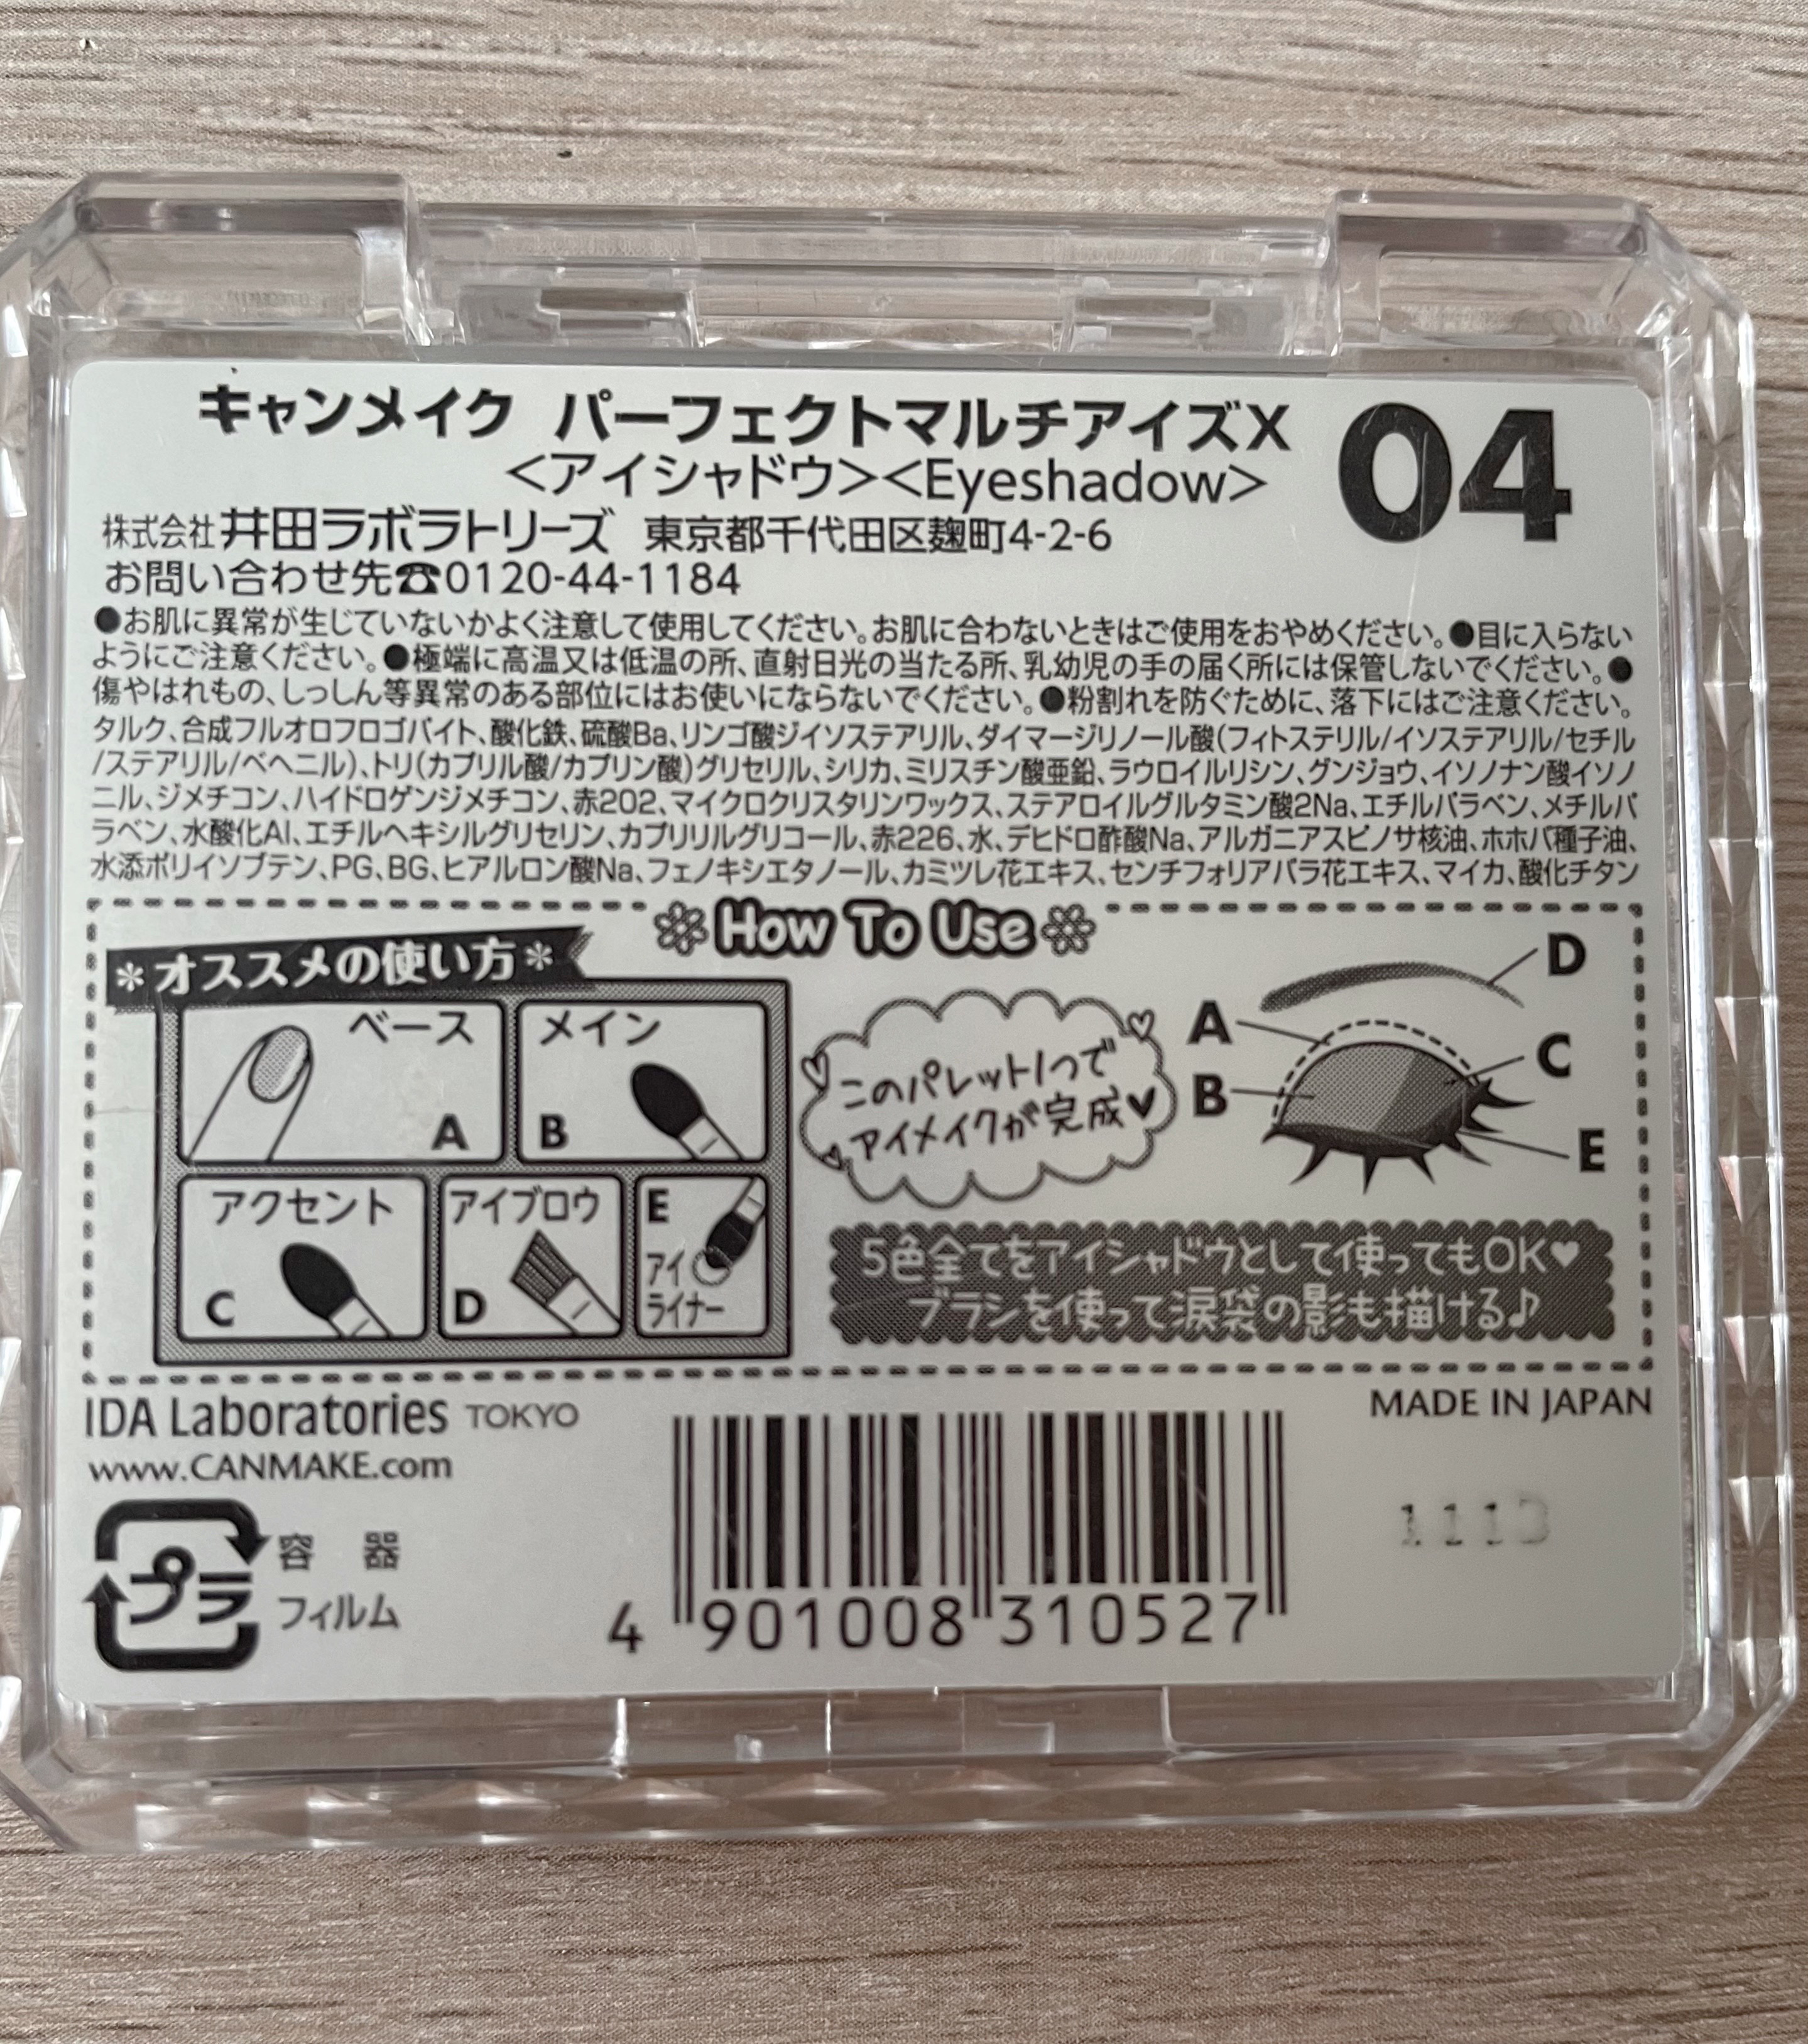 キャンメイク パーフェクトマルチアイズX 04
<アイシャドウ><Eyeshadow>
株式会社 井田ラボラトリーズ 東京都千代田区麹町4-2-6
お問い合わせ先☎0120-44-1184
●お肌に異常が生じていないかよく注意して使用してください。お肌に合わないときはご使用をおやめください。●目に入らない
ようにご注意ください。●極端に高温又は低温の所、直射日光の当たる所、乳幼児の手の届く所には保管しないでください。●
傷やはれもの、しっしん等異常のある部位にはお使いにならないでください。●粉割れを防ぐために、落下にはご注意ください。
タルク、合成フルオロフロゴパイト、酸化鉄、硫酸Ba、リンゴ酸ジイソステアリル、ダイマージリノール酸(フィトステリル/イソステアリル/セチル
/ステアリル/ベヘニル)、トリ(カプリル酸/カプリン酸)グリセリル、シリカ、ミリスチン酸亜鉛、ラウロイルリシン、グンジョウ、イソノナン酸イソノ
ニル、ジメチコン、ハイドロゲンジメチコン、赤202、マイクロクリスタリンワックス、ステアロイルグルタミン酸2Na、エチルパラベン、メチルパ
ラベン、水酸化Al、エチルヘキシルグリセリン、カプリリルグリコール、赤226、水、デヒドロ酢酸Na、アルガニアスピノサ核油、ホホバ種子油、
水添ポリイソブテン、PG、BG、ヒアルロン酸Na、フェノキシエタノール、カミツレ花エキス、センチフォリアバラ花エキス、マイカ、酸化チタン
How To Use
*オススメの使い方*
ベース
A
メイン
B
アクセント
C
アイブロウ
D
E
アイ
ライナー
このパレット1つで
アイメイクが完成♥
A
B
D
C
E
5色全てをアイシャドウとして使ってもOK♥
ブラシを使って涙袋の影も描ける♪
IDA Laboratories TOKYO
www.CANMAKE.com
MADE IN JAPAN
プラ
容 器
フィルム
4 901008 310527